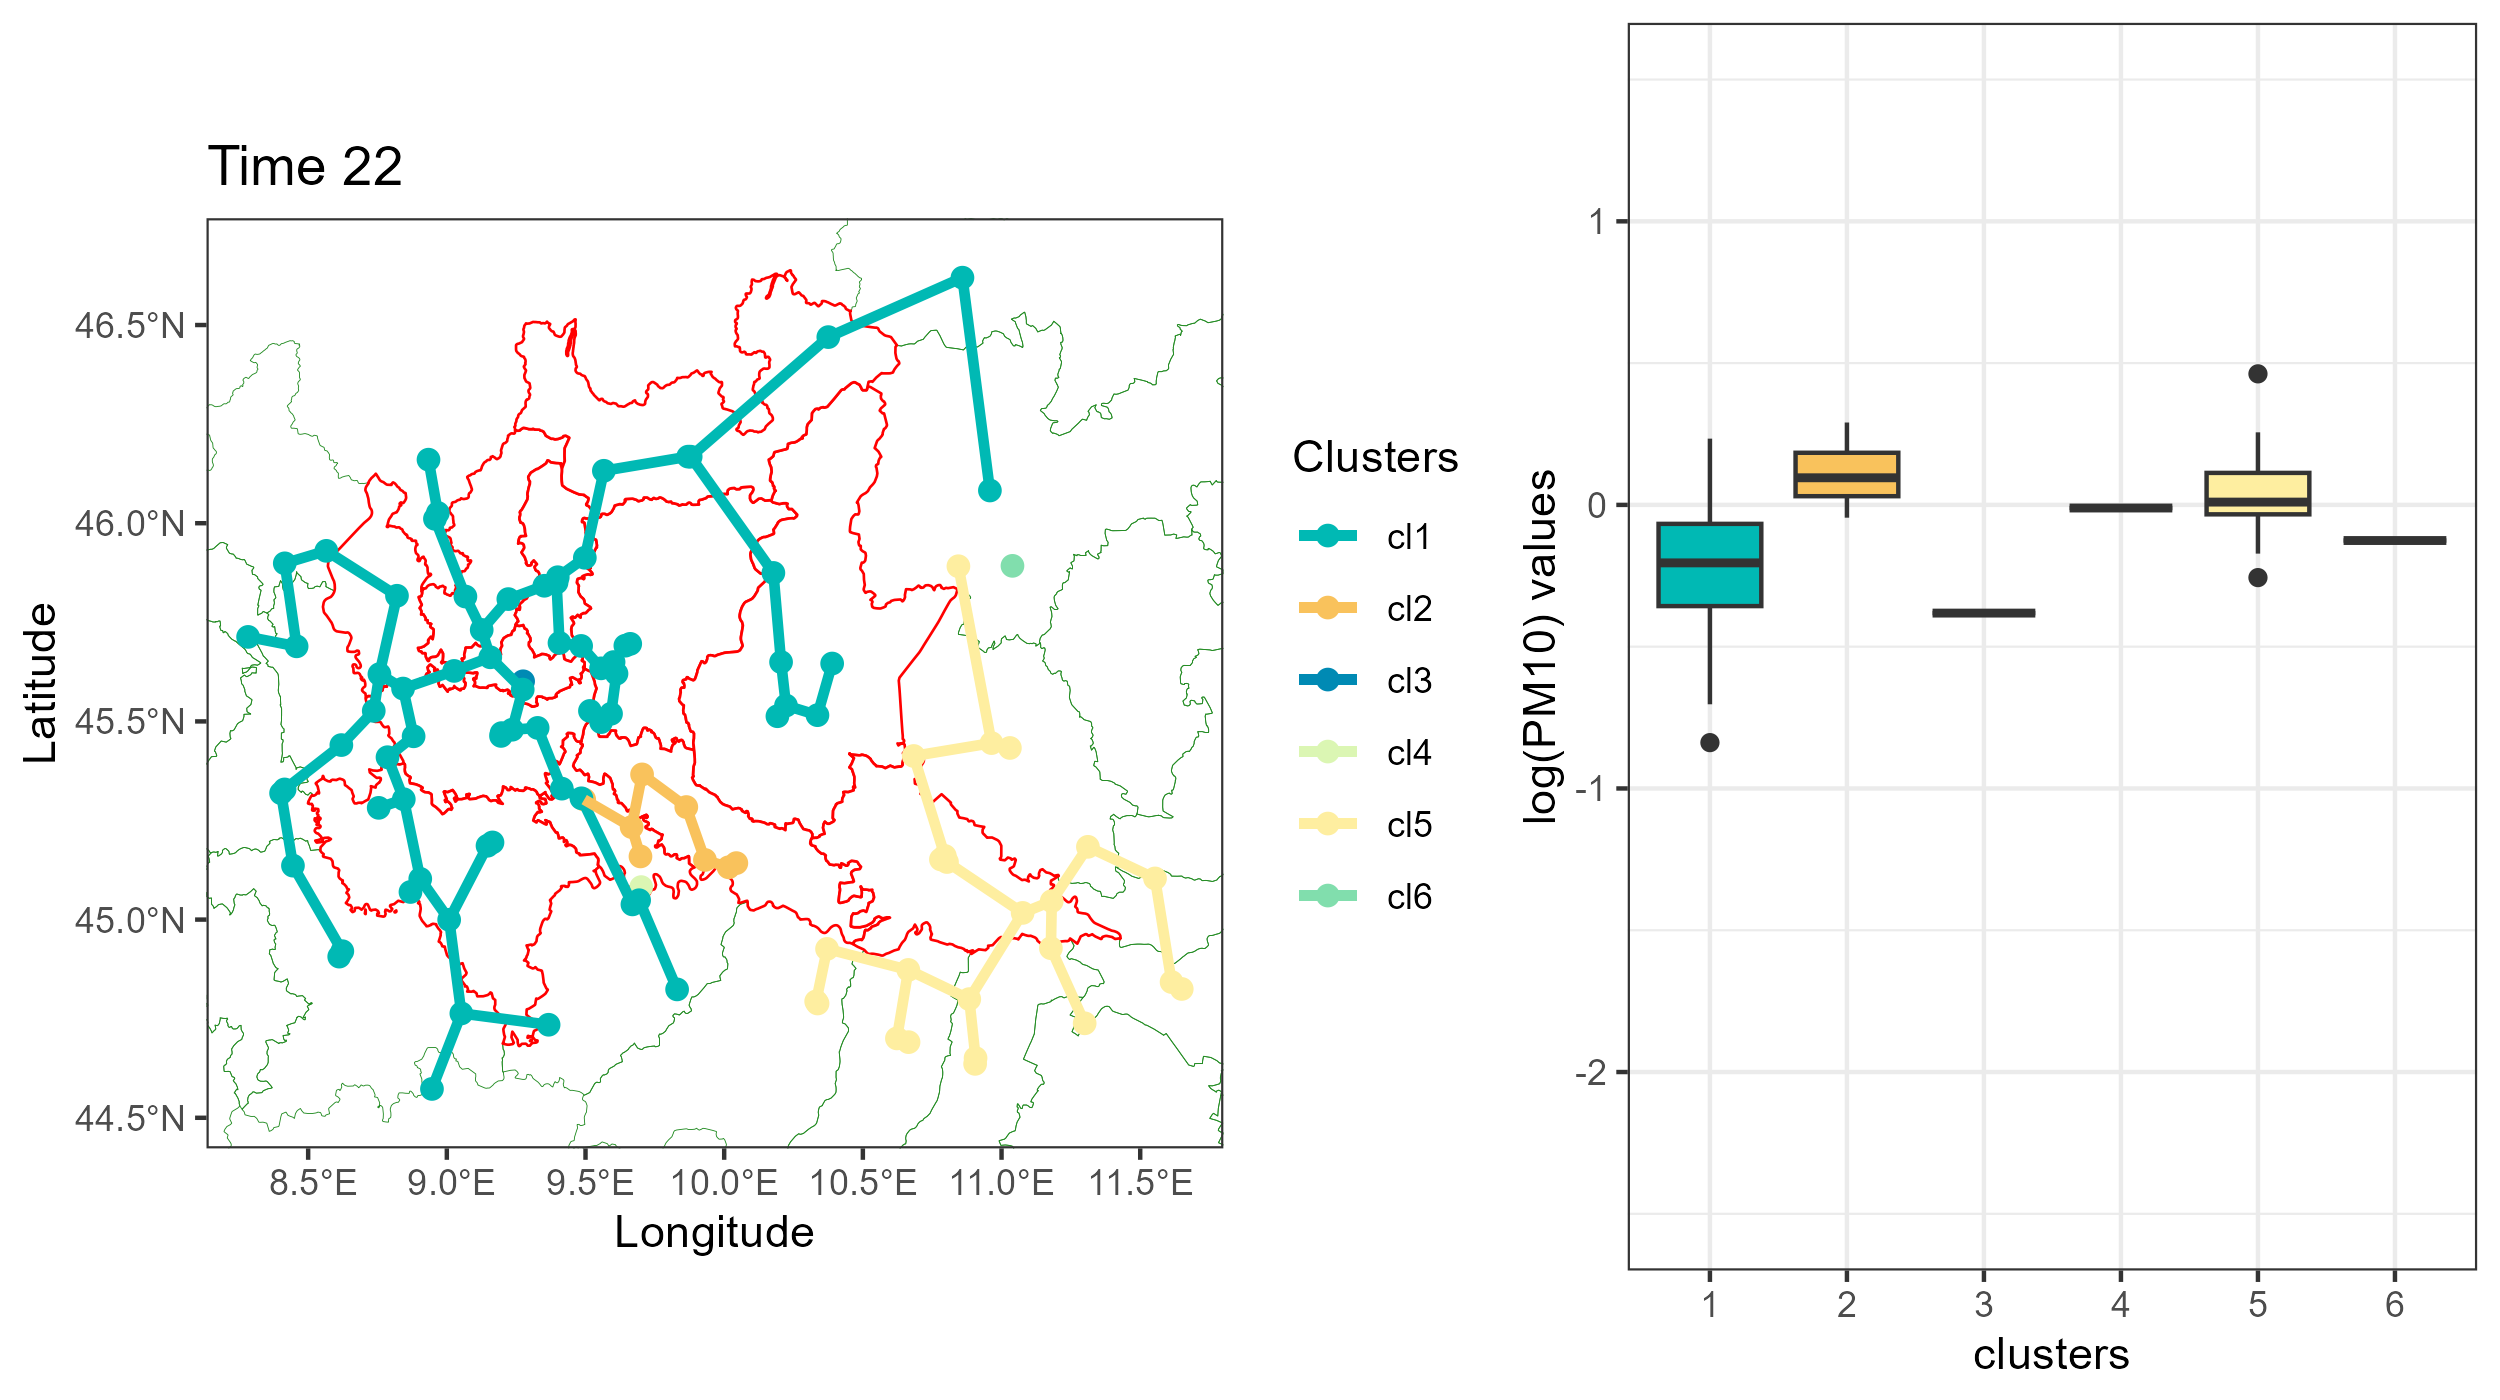 Time 22
46.5°N
46.0°N
45.5°N
45.0°N
44.5°N
Latitude
8.5°E 9.0°E 9.5°E 10.0°E 10.5°E 11.0°E 11.5°E
Longitude
Clusters
cl1
cl2
cl3
cl4
cl5
cl6
1
0
-1
-2
log(PM10) values
1 2 3 4 5 6
clusters